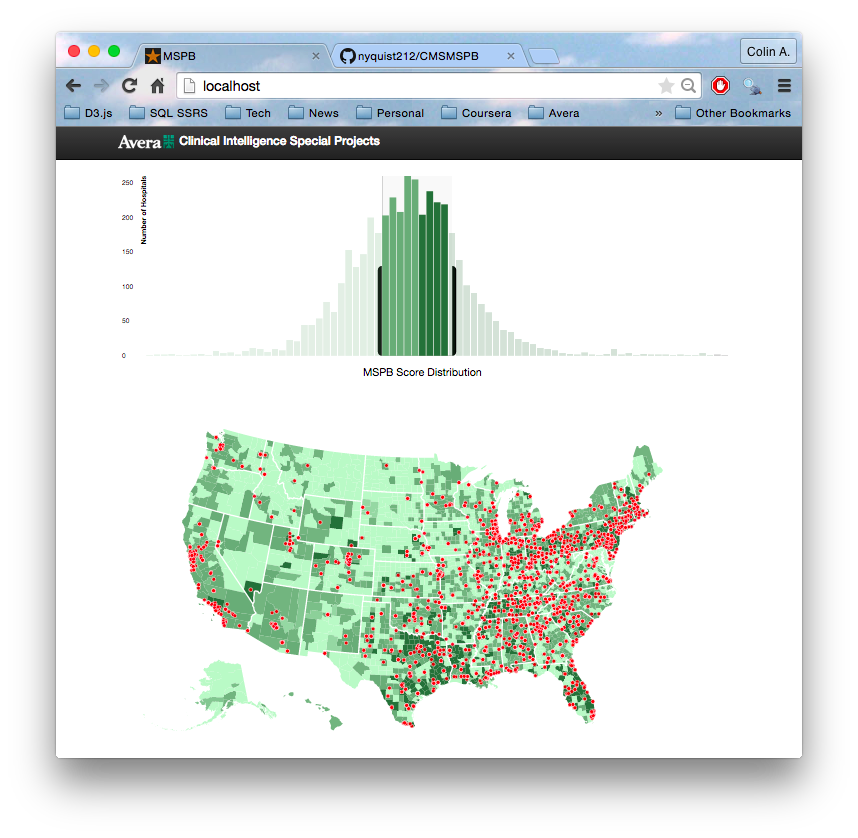 MSPB
nyquist212/CMSMSPB
Colin A.
localhost
D3.js
SQL SSRS
Tech
News
Personal
Coursera
Avera
»
Other Bookmarks
Avera Clinical Intelligence Special Projects
Number of Hospitals
250
200
150
100
50
0
MSPB Score Distribution